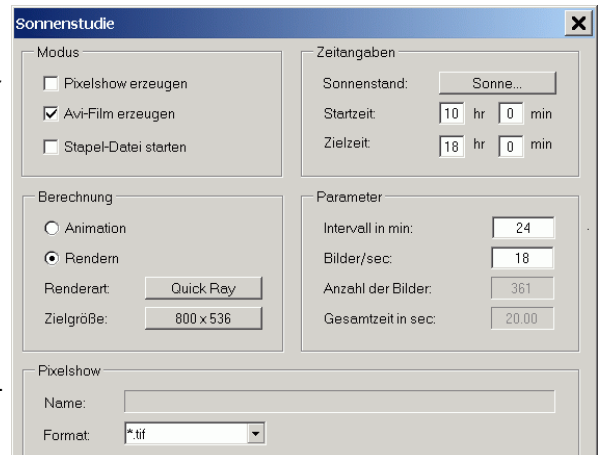 Sonnenstudie
Modus
Pixelshow erzeugen
Avi-Film erzeugen
Stapel-Datei starten
Zeitangaben
Sonnenstand: Sonne...
Startzeit: 10 hr 0 min
Zielzeit: 18 hr 0 min
Berechnung
Animation
Rendern
Renderart: Quick Ray
Zielgröße: 800 x 536
Parameter
Intervall in min: 24
Bilder/sec: 18
Anzahl der Bilder: 361
Gesamtzeit in sec: 20.00
Pixelshow
Name:
Format: *.tif